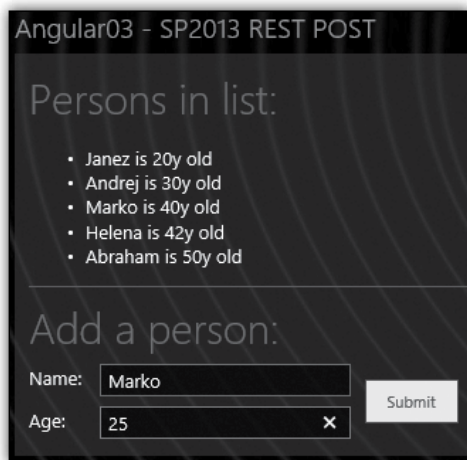 Angular03 - SP2013 REST POST
Persons in list:
• Janez is 20y old
• Andrej is 30y old
• Marko is 40y old
• Helena is 42y old
• Abraham is 50y old
Add a person:
Name: Marko
Submit
Age: 25 ×